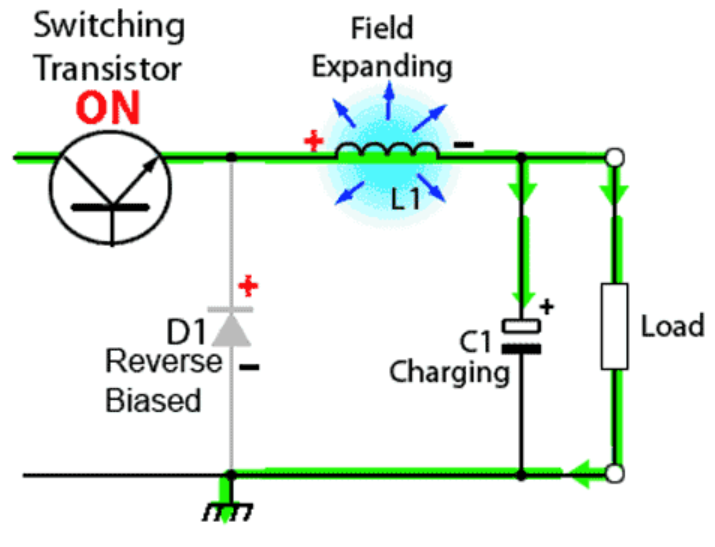 Switching
Transistor
ON
Field
Expanding
+
−
L1
+
D1
Reverse −
Biased
+
C1
Charging
Load